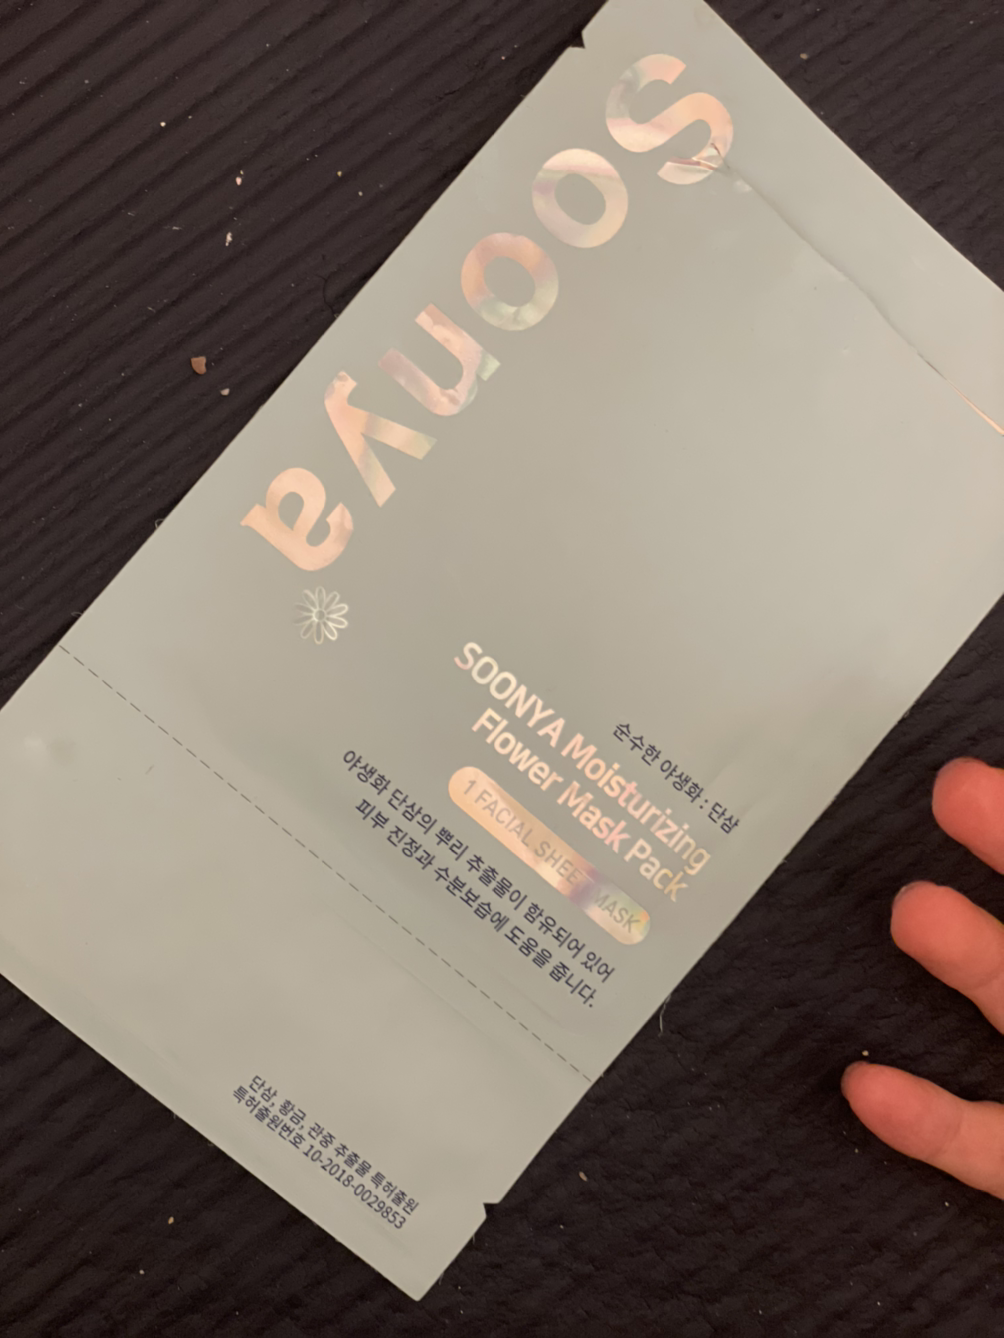 soonya
순수한 야생화 : 단삼
SOONYA Moisturizing
Flower Mask Pack
1 FACIAL SHEET MASK
야생화 단삼의 뿌리 추출물이 함유되어 있어
피부 진정과 수분보습에 도움을 줍니다.
단삼, 황금, 관중 추출물 특허출원
특허출원번호 10-2018-0029853